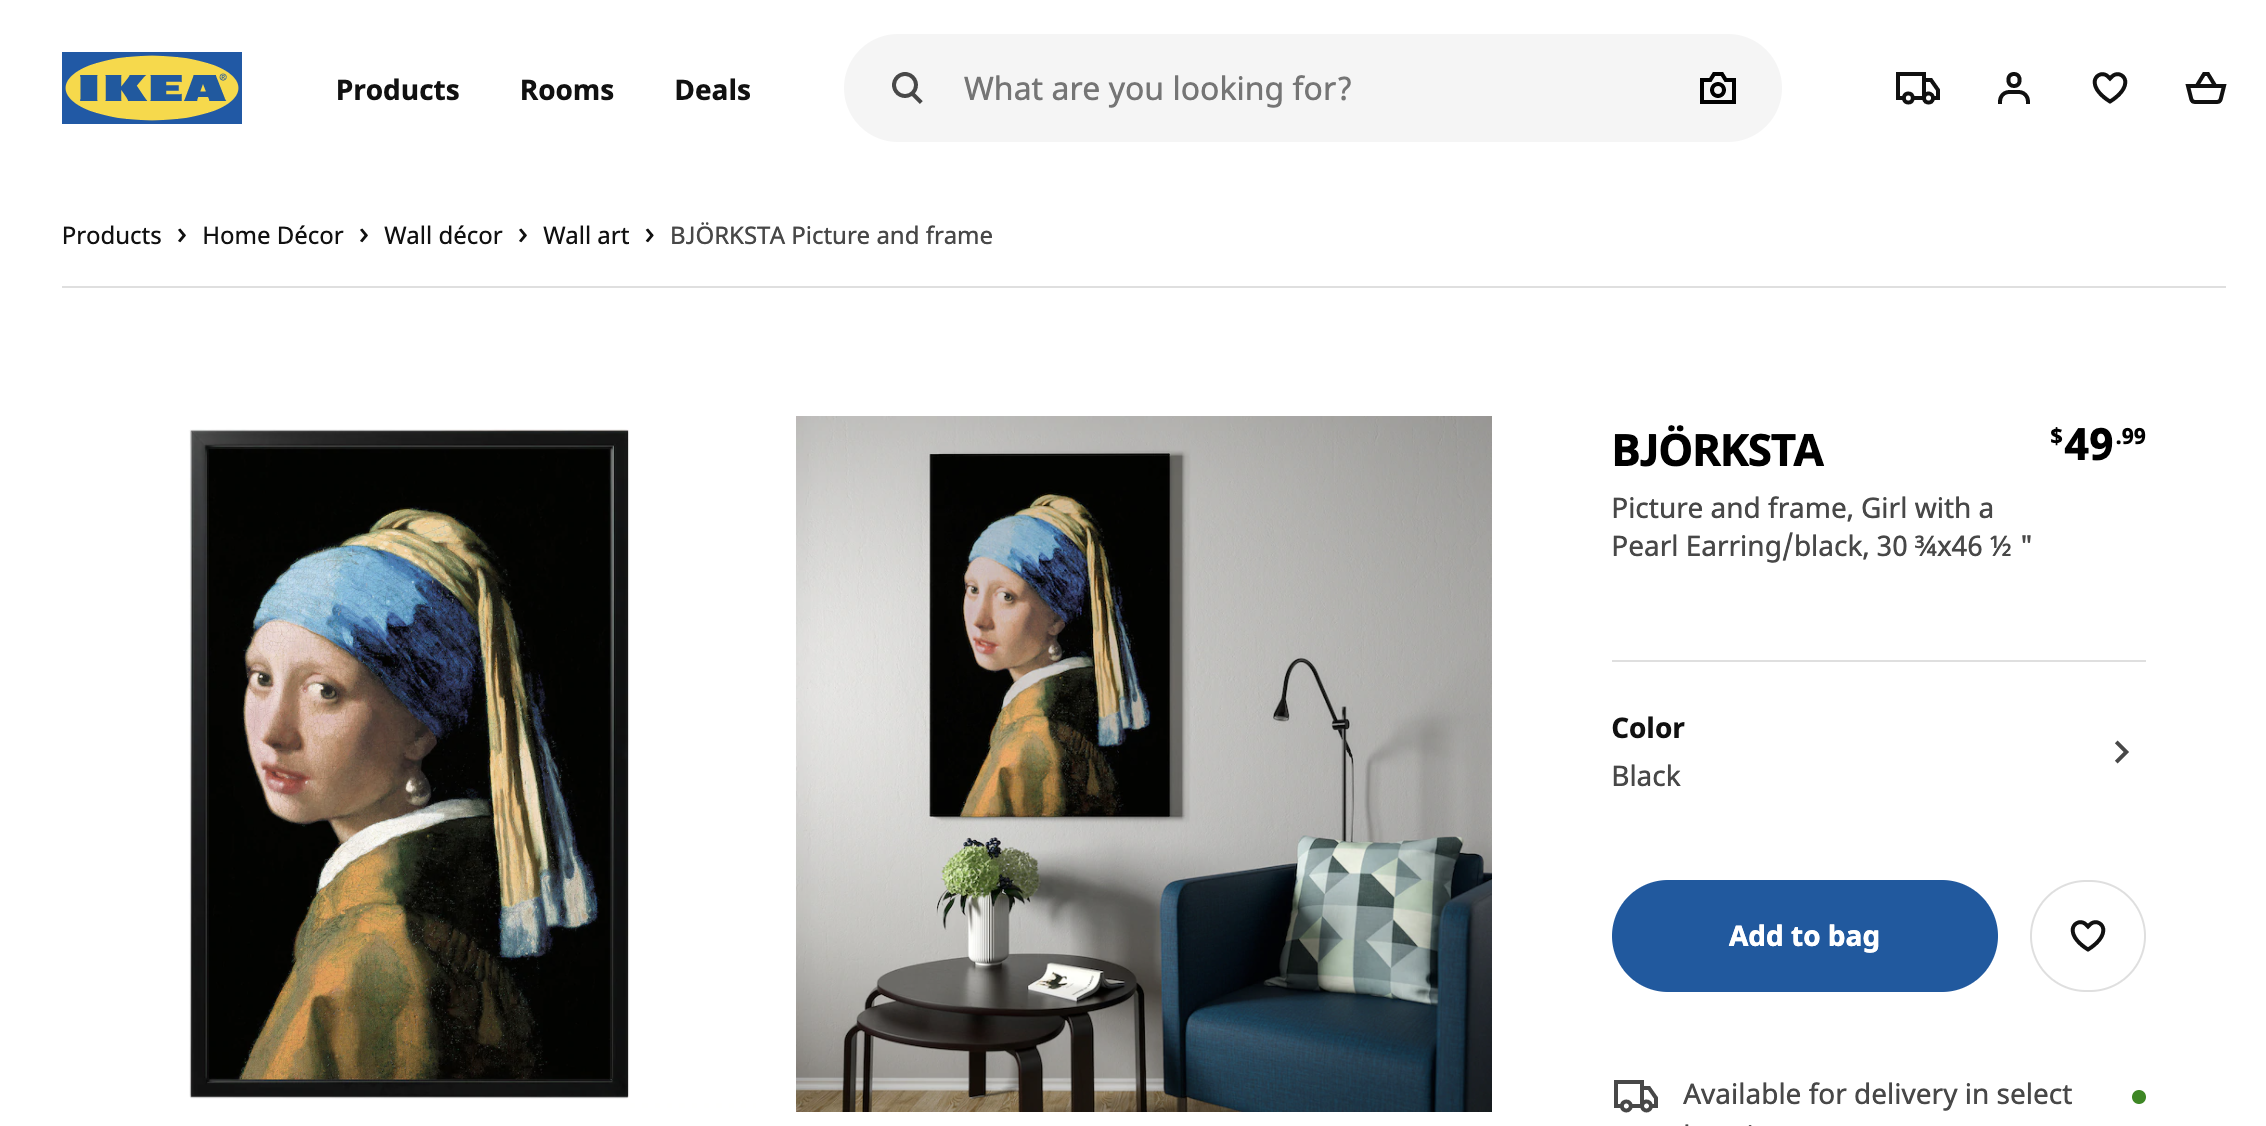 IKEA®
Products Rooms Deals
What are you looking for?
Products > Home Décor > Wall décor > Wall art > BJÖRKSTA Picture and frame
BJÖRKSTA $49.99
Picture and frame, Girl with a
Pearl Earring/black, 30 ¾x46 ½ "
Color
Black
Add to bag
Available for delivery in select